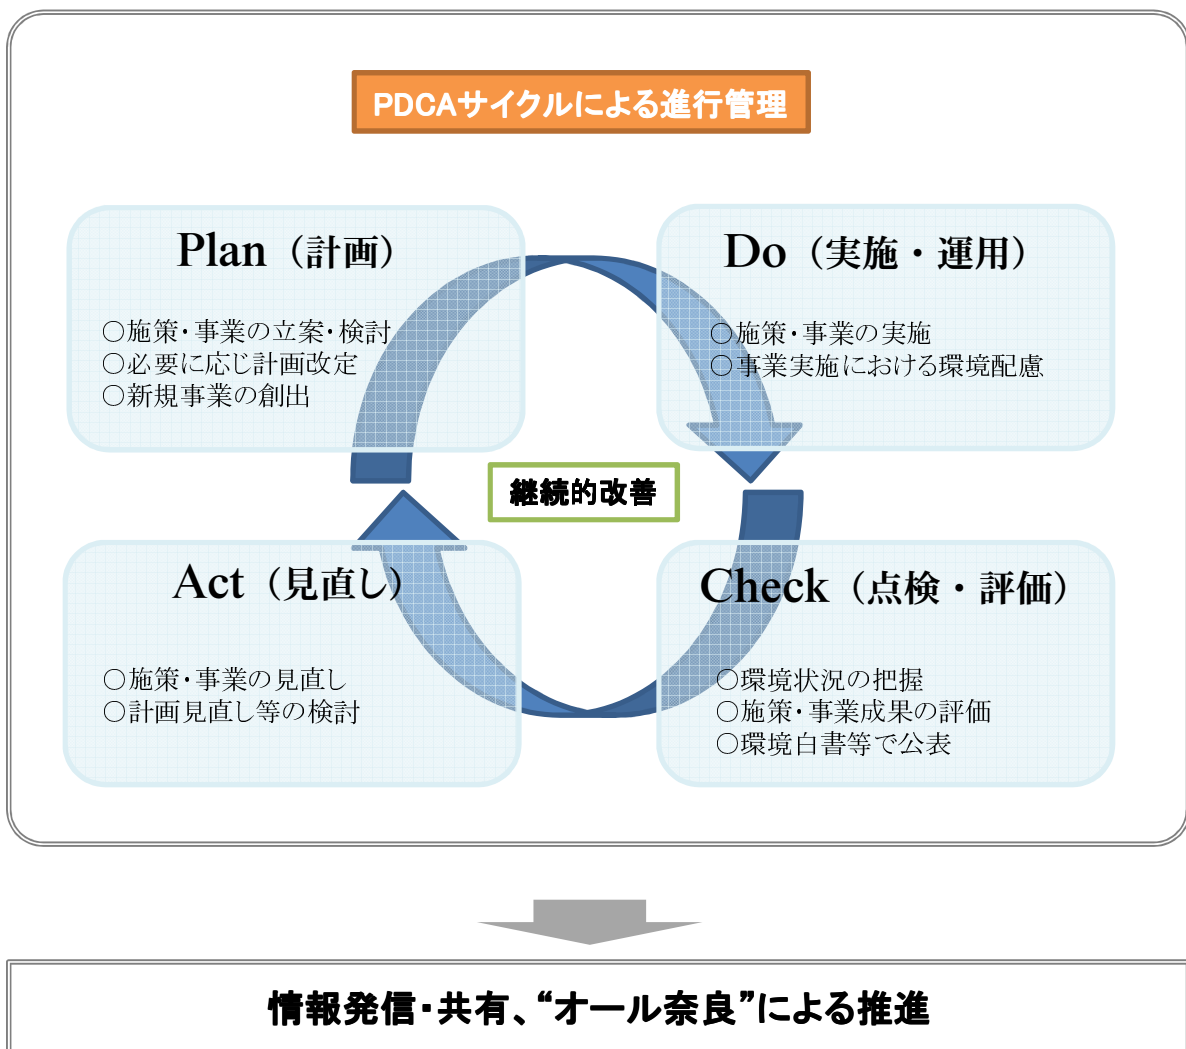 PDCAサイクルによる進行管理
Plan（計画）
○施策・事業の立案・検討
○必要に応じ計画改定
○新規事業の創出
Do（実施・運用）
○施策・事業の実施
○事業実施における環境配慮
継続的改善
Act（見直し）
○施策・事業の見直し
○計画見直し等の検討
Check（点検・評価）
○環境状況の把握
○施策・事業成果の評価
○環境白書等で公表
情報発信・共有、“オール奈良”による推進